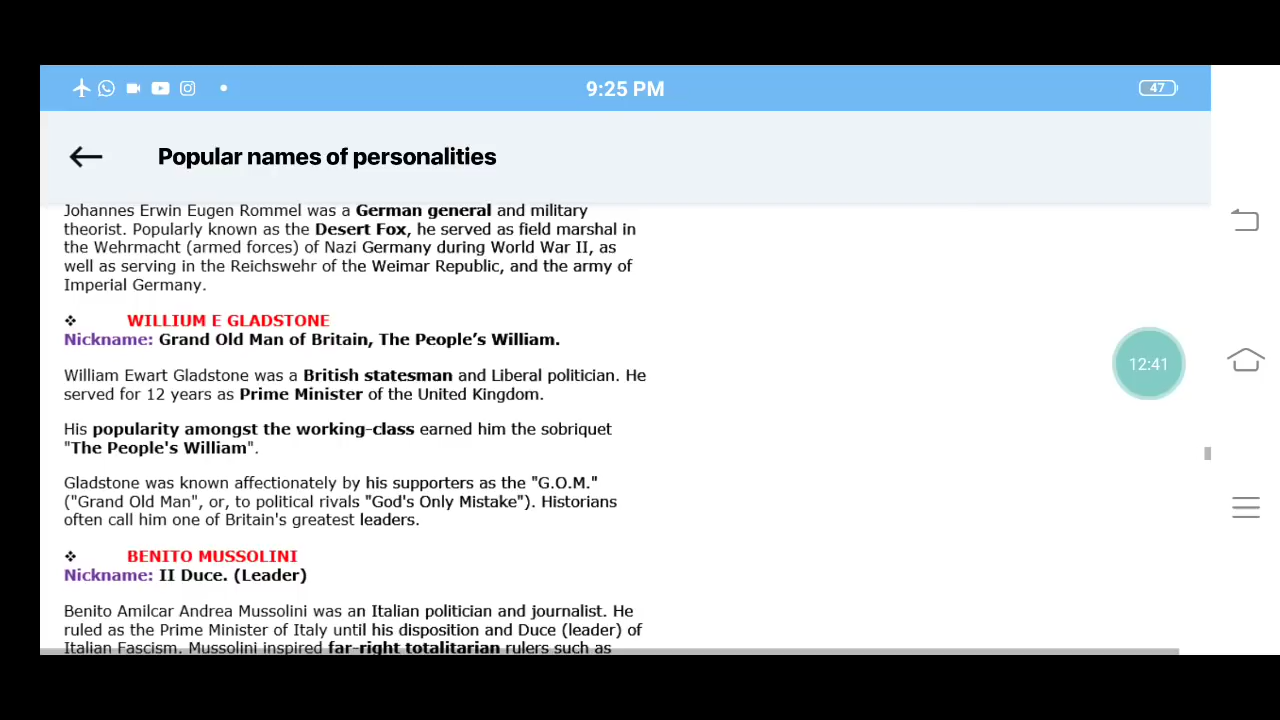 9:25 PM
47
Popular names of personalities
Johannes Erwin Eugen Rommel was a German general and military
theorist. Popularly known as the Desert Fox, he served as field marshal in
the Wehrmacht (armed forces) of Nazi Germany during World War II, as
well as serving in the Reichswehr of the Weimar Republic, and the army of
Imperial Germany.
❖ WILLIUM E GLADSTONE
Nickname: Grand Old Man of Britain, The People’s William.
William Ewart Gladstone was a British statesman and Liberal politician. He
served for 12 years as Prime Minister of the United Kingdom.
His popularity amongst the working-class earned him the sobriquet
"The People's William".
Gladstone was known affectionately by his supporters as the "G.O.M."
("Grand Old Man", or, to political rivals "God's Only Mistake"). Historians
often call him one of Britain's greatest leaders.
❖ BENITO MUSSOLINI
Nickname: II Duce. (Leader)
Benito Amilcar Andrea Mussolini was an Italian politician and journalist. He
ruled as the Prime Minister of Italy until his disposition and Duce (leader) of
Italian Fascism. Mussolini inspired far-right totalitarian rulers such as
12:41